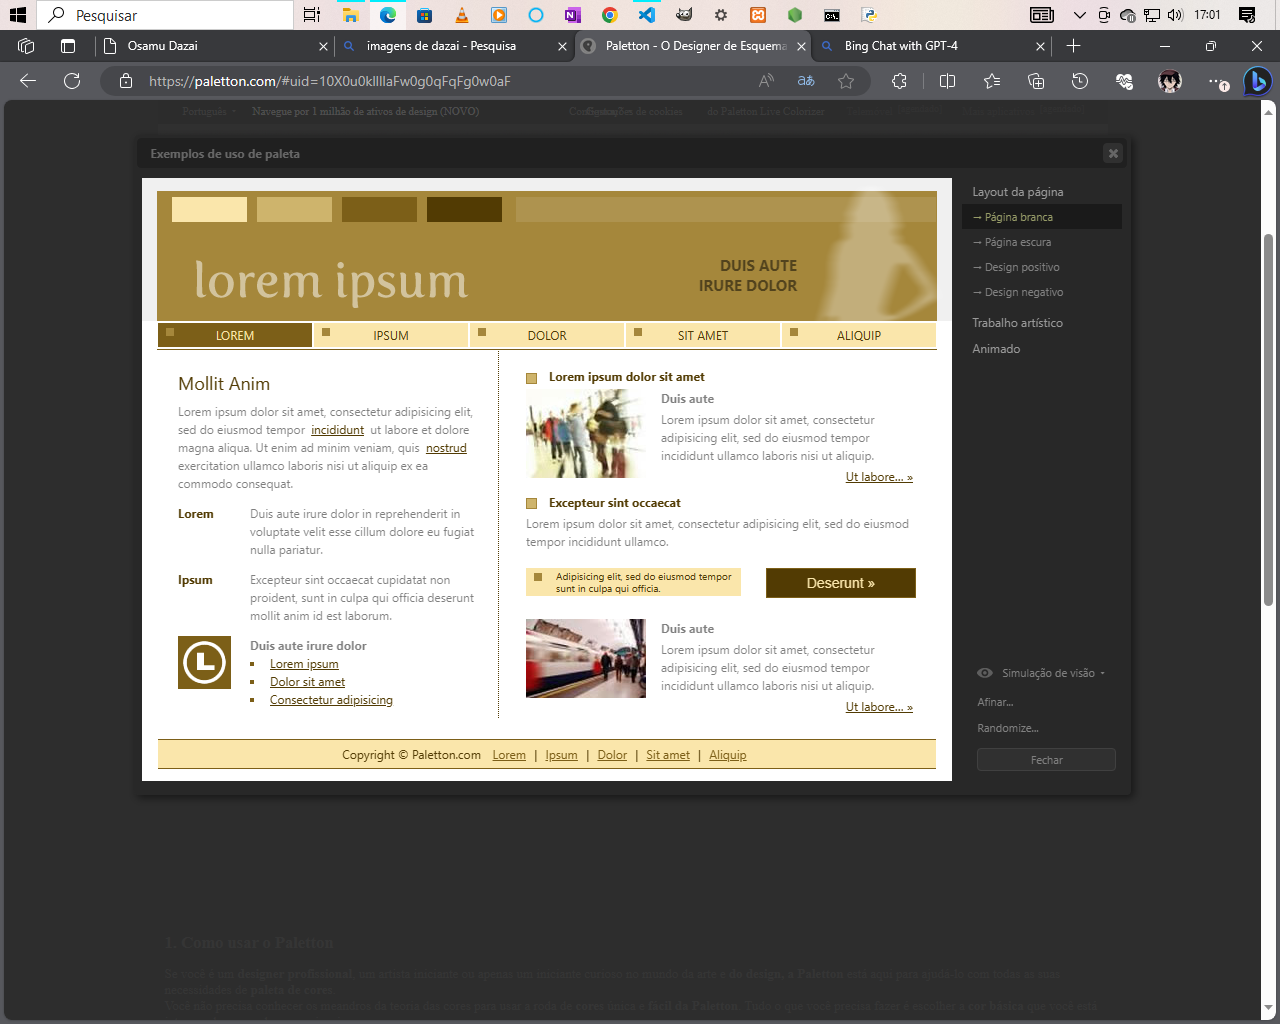 Pesquisar
17:01
Osamu Dazai
imagens de dazai - Pesquisa
Paletton - O Designer de Esquema
Bing Chat with GPT-4
https://paletton.com/#uid=10X0u0kllllaFw0g0qFqFg0w0aF
Português
Navegue por 1 milhão de ativos de design (NOVO)
do Paletton Live Colorizer
Exemplos de uso de paleta
lorem ipsum
DUIS AUTE
IRURE DOLOR
LOREM IPSUM DOLOR SIT AMET ALIQUIP
Mollit Anim
Lorem ipsum dolor sit amet, consectetur adipisicing elit,
sed do eiusmod tempor incididunt ut labore et dolore
magna aliqua. Ut enim ad minim veniam, quis nostrud
exercitation ullamco laboris nisi ut aliquip ex ea
commodo consequat.
Lorem Duis aute irure dolor in reprehenderit in
voluptate velit esse cillum dolore eu fugiat
nulla pariatur.
Ipsum Excepteur sint occaecat cupidatat non
proident, sunt in culpa qui officia deserunt
mollit anim id est laborum.
L
Duis aute irure dolor
Lorem ipsum
Dolor sit amet
Consectetur adipisicing
Lorem ipsum dolor sit amet
Duis aute
Lorem ipsum dolor sit amet, consectetur
adipisicing elit, sed do eiusmod tempor
incididunt ullamco laboris nisi ut aliquip.
Ut labore... »
Excepteur sint occaecat
Lorem ipsum dolor sit amet, consectetur adipisicing elit, sed do eiusmod
tempor incididunt ullamco.
Adipisicing elit, sed do eiusmod tempor
sunt in culpa qui officia.
Deserunt »
Duis aute
Lorem ipsum dolor sit amet, consectetur
adipisicing elit, sed do eiusmod tempor
incididunt ullamco laboris nisi ut aliquip.
Ut labore... »
Copyright © Paletton.com Lorem | Ipsum | Dolor | Sit amet | Aliquip
Layout da página
→ Página branca
→ Página escura
→ Design positivo
→ Design negativo
Trabalho artístico
Animado
Simulação de visão
Afinar...
Randomize...
Fechar
1. Como usar o Paletton